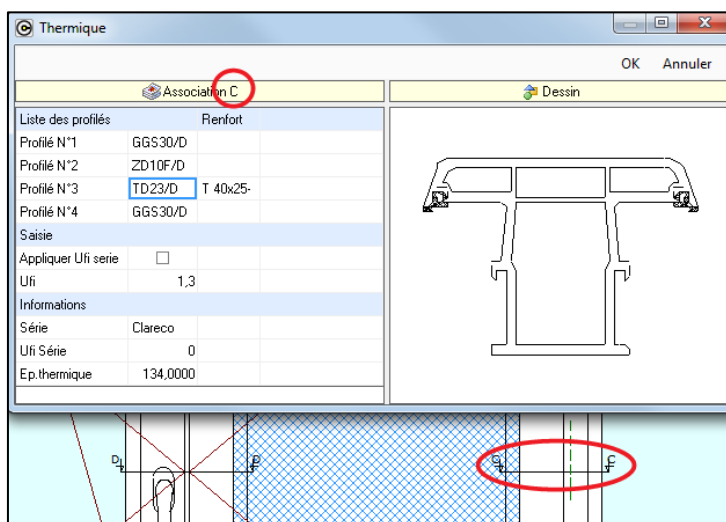 Thermique
OK Annuler
Association C
Dessin
Liste des profilés Renfort
Profilé N°1 GGS30/D
Profilé N°2 ZD10F/D
Profilé N°3 TD23/D T 40x25-
Profilé N°4 GGS30/D
Saisie
Appliquer Ufi serie
Ufi 1,3
Informations
Série Clareco
Ufi Série 0
Ep.thermique 134,0000
D D C C